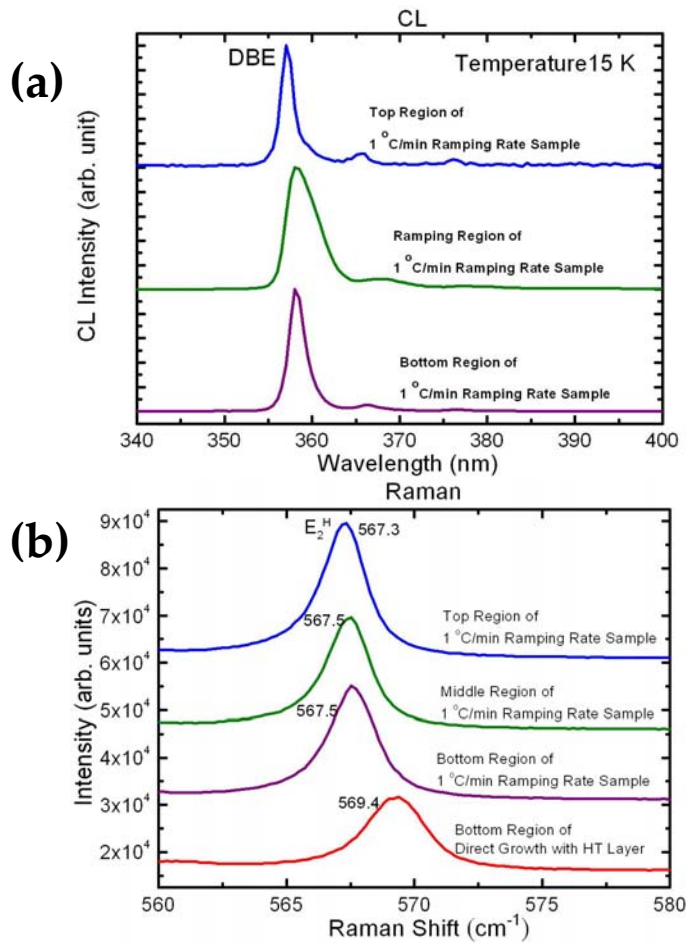 (a)
CL
DBE
Temperature15 K
Top Region of
1 °C/min Ramping Rate Sample
Ramping Region of
1 °C/min Ramping Rate Sample
Bottom Region of
1 °C/min Ramping Rate Sample
CL Intensity (arb. unit)
340 350 360 370 380 390 400
Wavelength (nm)
(b)
Raman
E₂ᴴ
567.3
Top Region of
1 °C/min Ramping Rate Sample
567.5
Middle Region of
1 °C/min Ramping Rate Sample
567.5
Bottom Region of
1 °C/min Ramping Rate Sample
569.4
Bottom Region of
Direct Growth with HT Layer
Intensity (arb. units)
9x10⁴
8x10⁴
7x10⁴
6x10⁴
5x10⁴
4x10⁴
3x10⁴
2x10⁴
560 565 570 575 580
Raman Shift (cm⁻¹)